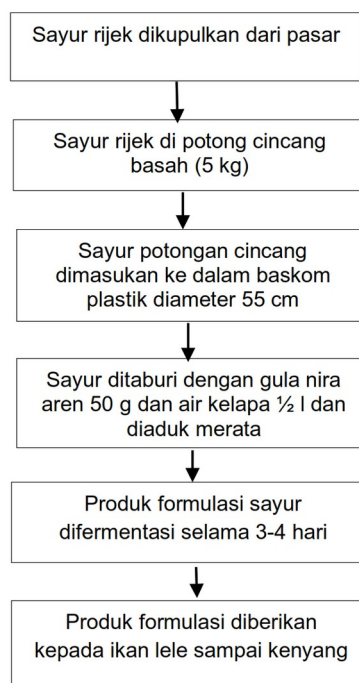 Sayur rijek dikupulkan dari pasar
Sayur rijek di potong cincang
basah (5 kg)
Sayur potongan cincang
dimasukan ke dalam baskom
plastik diameter 55 cm
Sayur ditaburi dengan gula nira
aren 50 g dan air kelapa ½ l dan
diaduk merata
Produk formulasi sayur
difermentasi selama 3-4 hari
Produk formulasi diberikan
kepada ikan lele sampai kenyang